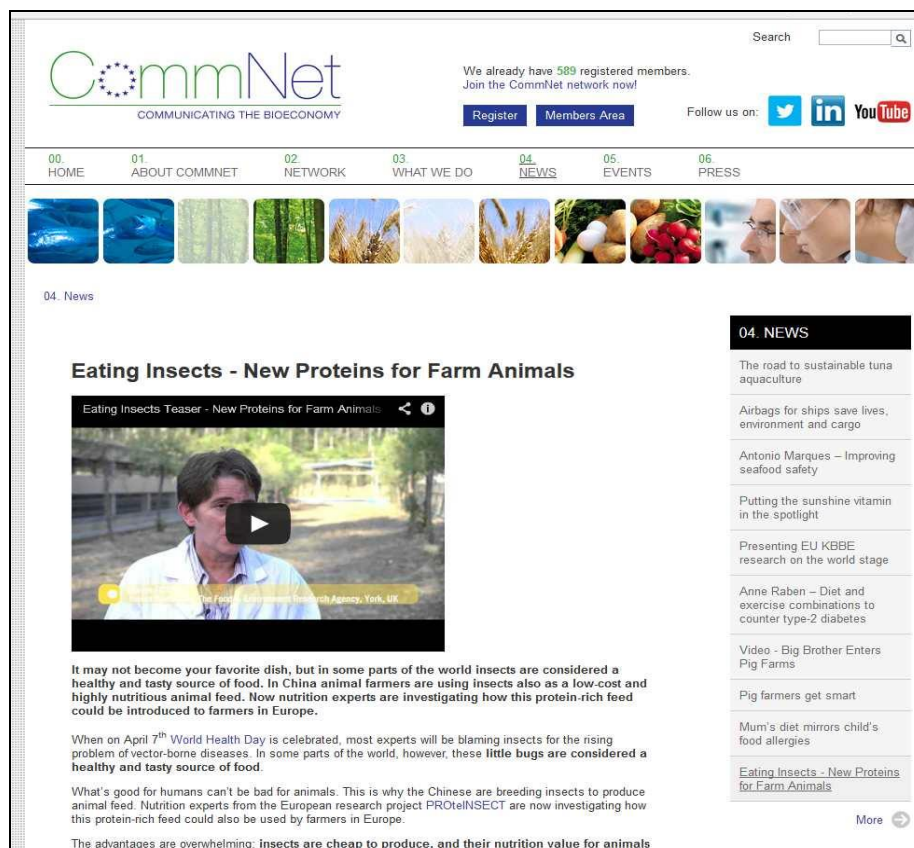 Search
CommNet
COMMUNICATING THE BIOECONOMY
We already have 589 registered members.
Join the CommNet network now!
Register Members Area
Follow us on: in YouTube
00. 01. 02. 03. 04. 05. 06.
HOME ABOUT COMMNET NETWORK WHAT WE DO NEWS EVENTS PRESS
04. News
Eating Insects - New Proteins for Farm Animals
Eating Insects Teaser - New Proteins for Farm Animals
The Food & Environment Research Agency, York, UK
It may not become your favorite dish, but in some parts of the world insects are considered a
healthy and tasty source of food. In China animal farmers are using insects also as a low-cost and
highly nutritious animal feed. Now nutrition experts are investigating how this protein-rich feed
could be introduced to farmers in Europe.
When on April 7th World Health Day is celebrated, most experts will be blaming insects for the rising
problem of vector-borne diseases. In some parts of the world, however, these little bugs are considered a
healthy and tasty source of food.
What's good for humans can't be bad for animals. This is why the Chinese are breeding insects to produce
animal feed. Nutrition experts from the European research project PROteINSECT are now investigating how
this protein-rich feed could also be used by farmers in Europe.
The advantages are overwhelming: insects are cheap to produce, and their nutrition value for animals
04. NEWS
The road to sustainable tuna
aquaculture
Airbags for ships save lives,
environment and cargo
Antonio Marques – Improving
seafood safety
Putting the sunshine vitamin
in the spotlight
Presenting EU KBBE
research on the world stage
Anne Raben – Diet and
exercise combinations to
counter type-2 diabetes
Video - Big Brother Enters
Pig Farms
Pig farmers get smart
Mum's diet mirrors child's
food allergies
Eating Insects - New Proteins
for Farm Animals
More